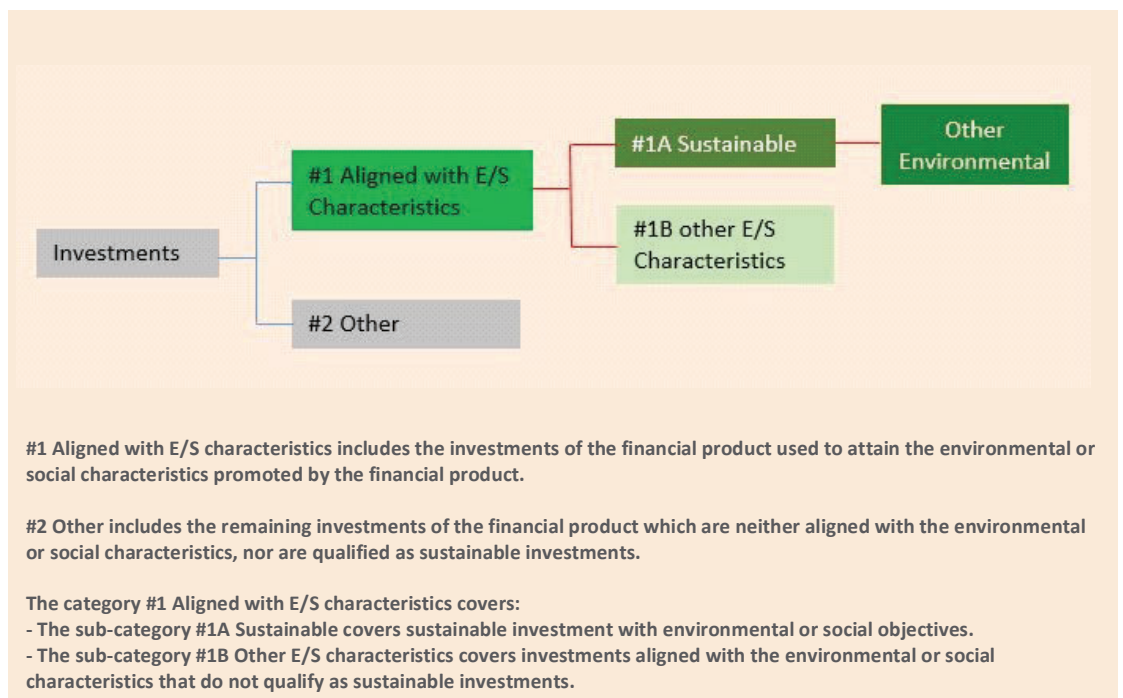 Investments
#1 Aligned with E/S
Characteristics
#2 Other
#1A Sustainable
#1B other E/S
Characteristics
Other
Environmental
#1 Aligned with E/S characteristics includes the investments of the financial product used to attain the environmental or
social characteristics promoted by the financial product.
#2 Other includes the remaining investments of the financial product which are neither aligned with the environmental
or social characteristics, nor are qualified as sustainable investments.
The category #1 Aligned with E/S characteristics covers:
- The sub-category #1A Sustainable covers sustainable investment with environmental or social objectives.
- The sub-category #1B Other E/S characteristics covers investments aligned with the environmental or social
characteristics that do not qualify as sustainable investments.